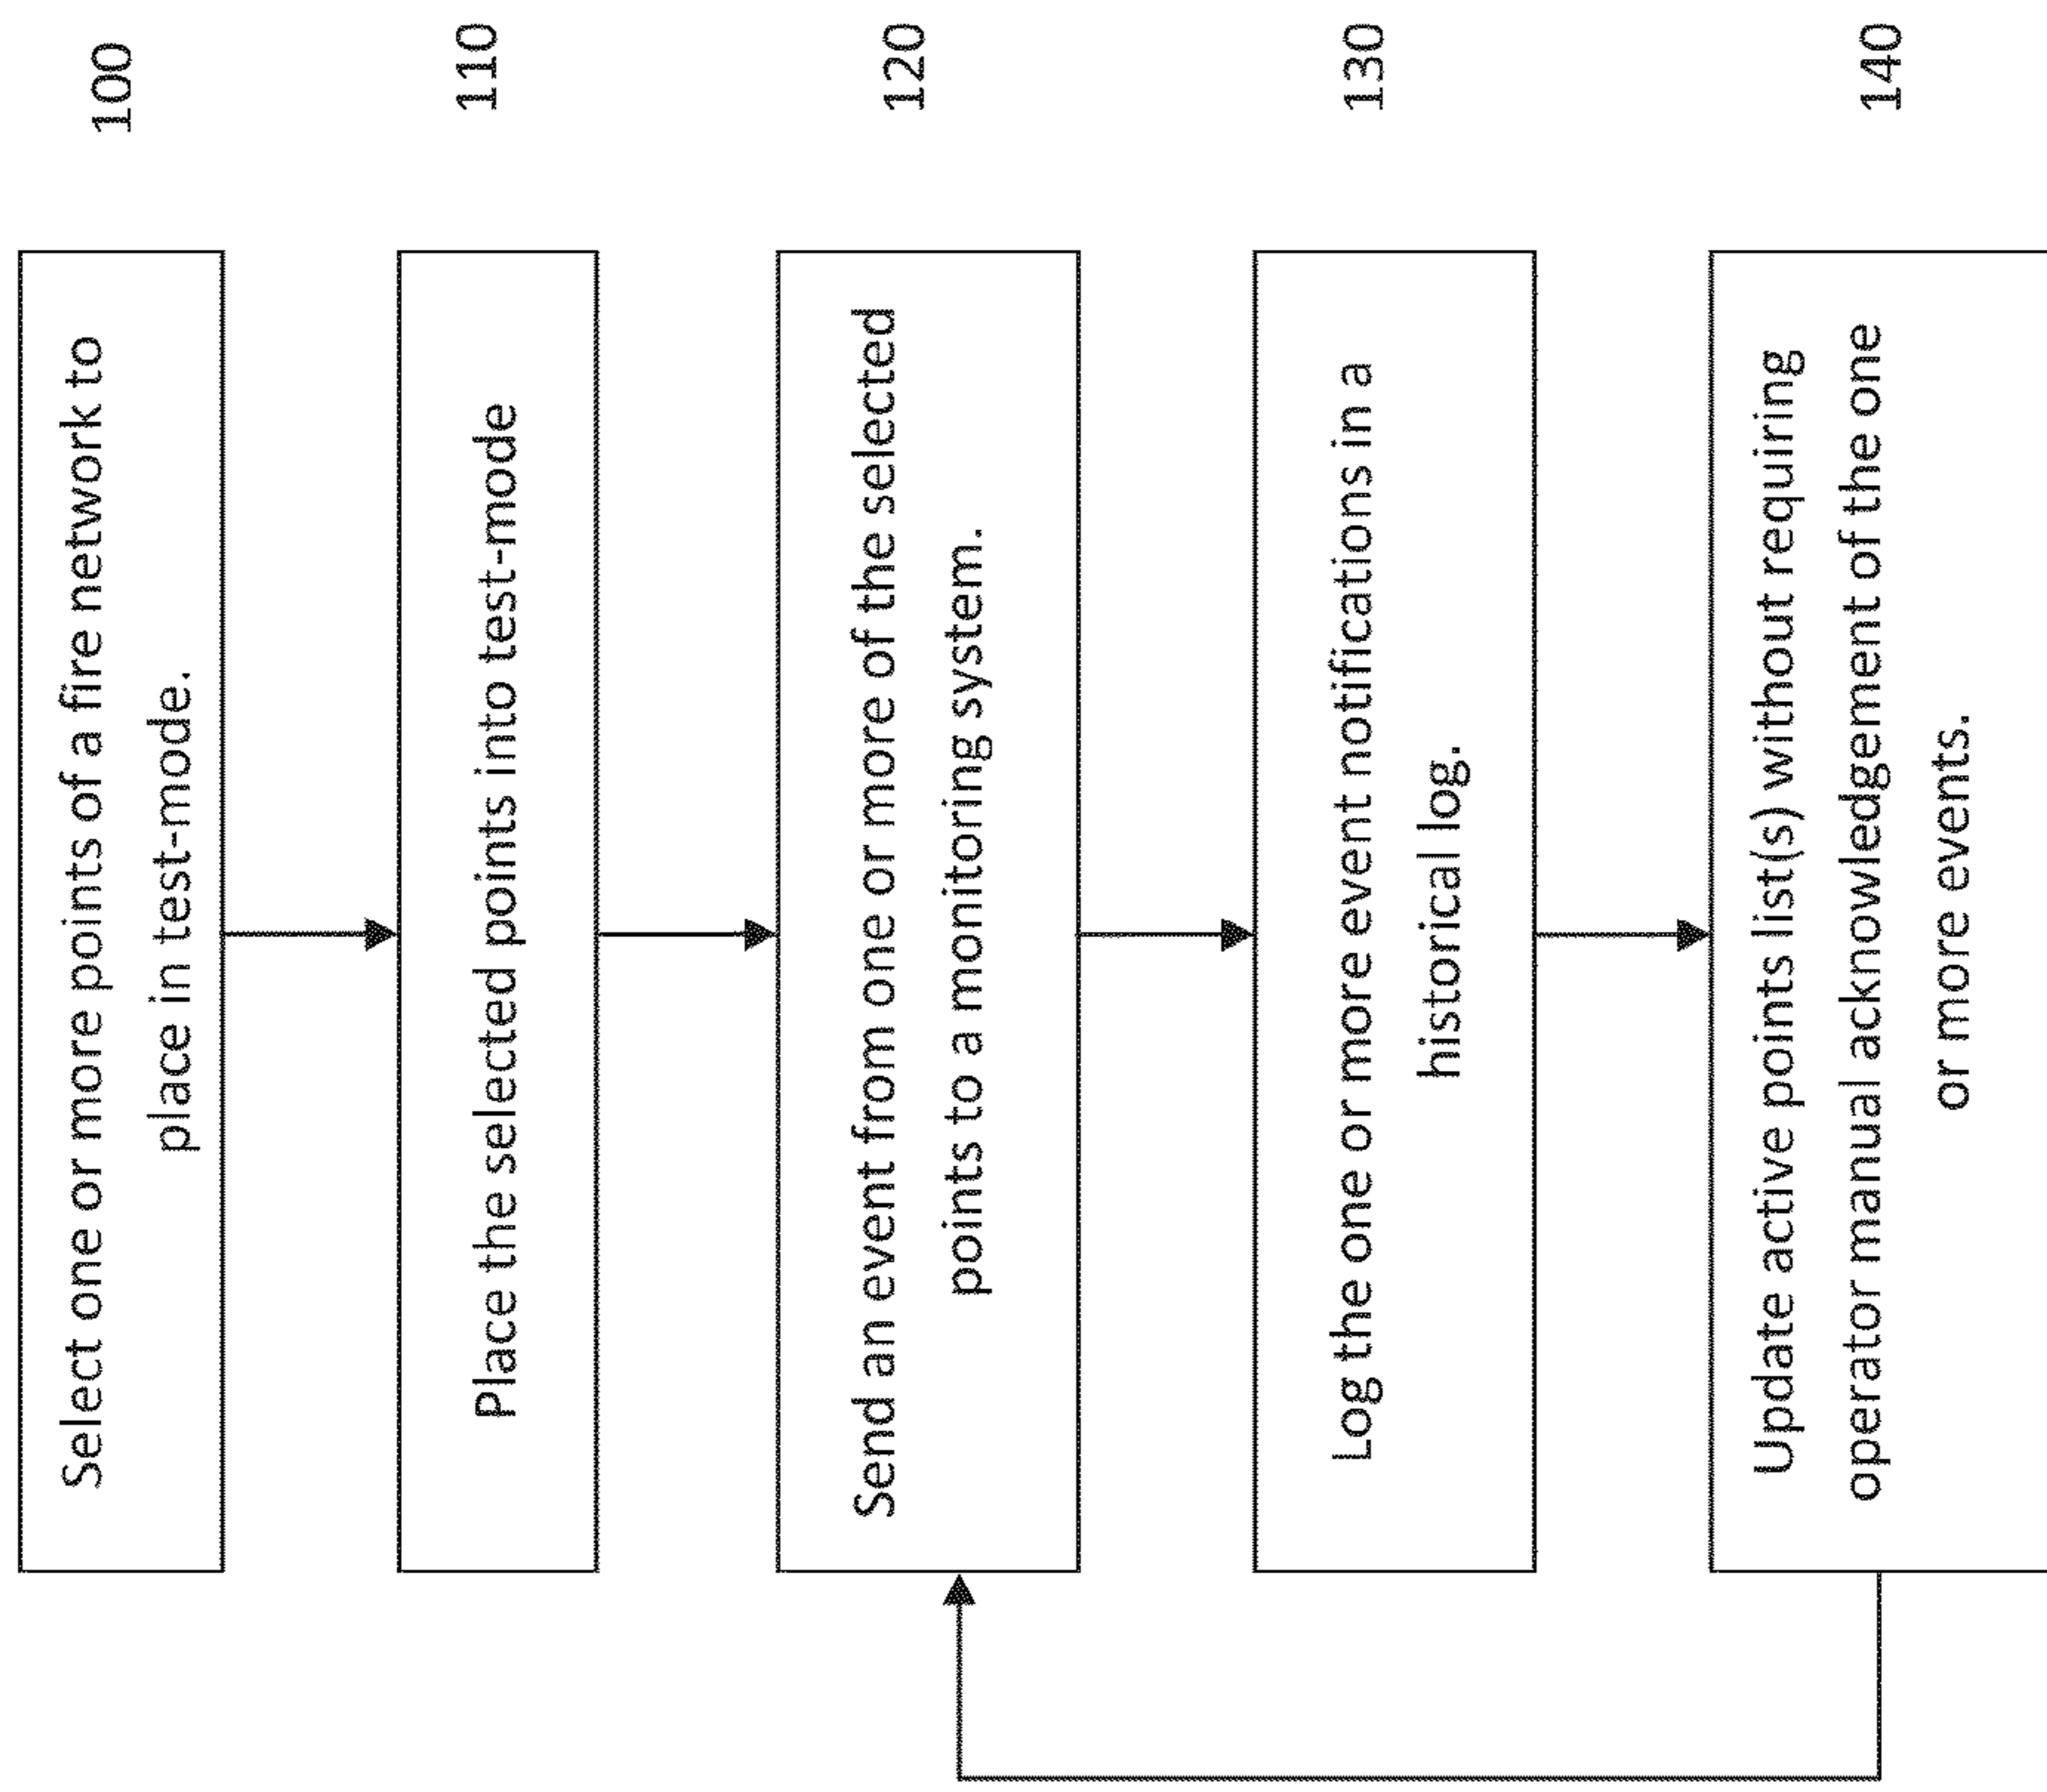 Select one or more points of a fire network to
place in test-mode.
100
Place the selected points into test-mode
110
Send an event from one or more of the selected
points to a monitoring system.
120
Log the one or more event notifications in a
historical log.
130
Update active points list(s) without requiring
operator manual acknowledgement of the one
or more events.
140